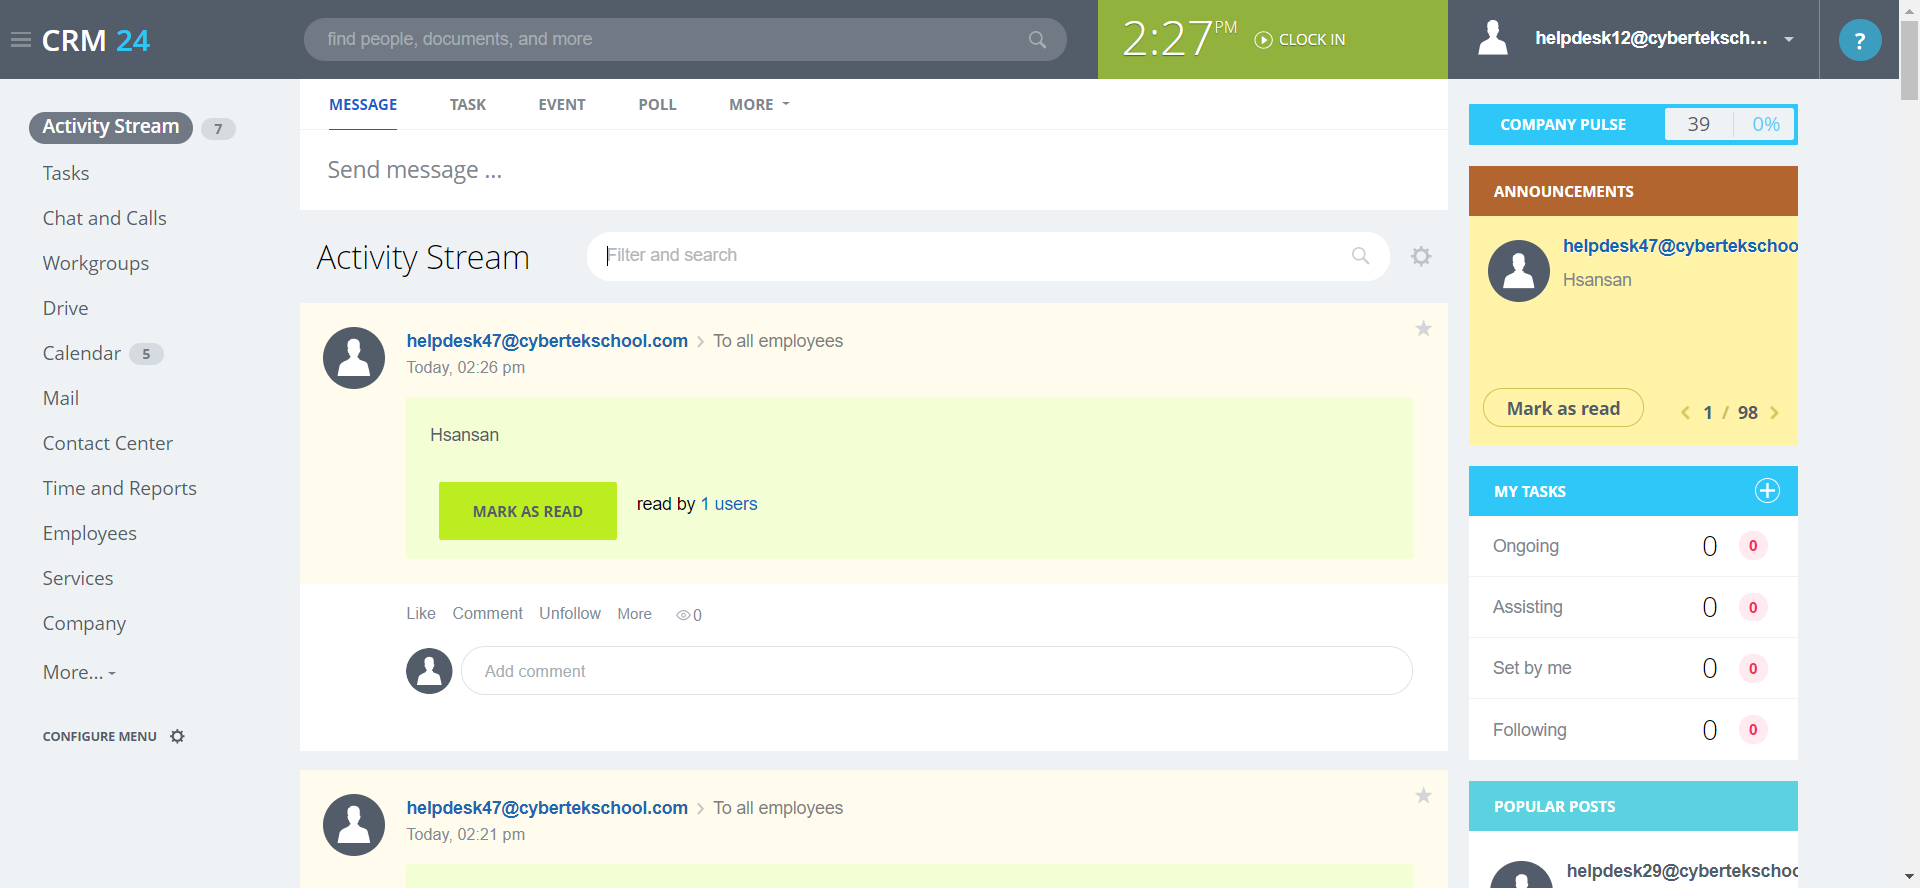 CRM 24
find people, documents, and more
2:27 PM
CLOCK IN
helpdesk12@cyberteksch...
?
Activity Stream 7
Tasks
Chat and Calls
Workgroups
Drive
Calendar 5
Mail
Contact Center
Time and Reports
Employees
Services
Company
More...
CONFIGURE MENU
MESSAGE TASK EVENT POLL MORE
Send message ...
Activity Stream
Filter and search
helpdesk47@cybertekschool.com > To all employees
Today, 02:26 pm
Hsansan
MARK AS READ read by 1 users
Like Comment Unfollow More 0
Add comment
helpdesk47@cybertekschool.com > To all employees
Today, 02:21 pm
COMPANY PULSE 39 0%
ANNOUNCEMENTS
helpdesk47@cybertekschoo
Hsansan
Mark as read < 1 / 98 >
MY TASKS
Ongoing 0 0
Assisting 0 0
Set by me 0 0
Following 0 0
POPULAR POSTS
helpdesk29@cybertekschoo